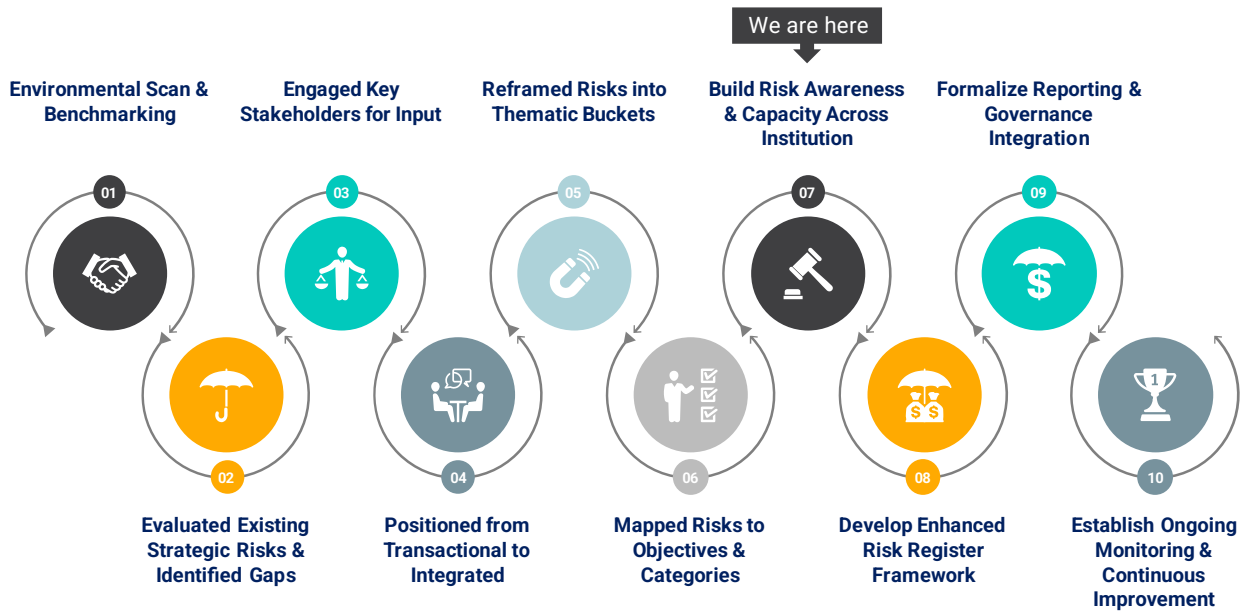 We are here
Environmental Scan &
Benchmarking
Engaged Key
Stakeholders for Input
Reframed Risks into
Thematic Buckets
Build Risk Awareness
& Capacity Across
Institution
Formalize Reporting &
Governance
Integration
01
03
05
07
09
$
$ $
1
02
04
06
08
10
Evaluated Existing
Strategic Risks &
Identified Gaps
Positioned from
Transactional to
Integrated
Mapped Risks to
Objectives &
Categories
Develop Enhanced
Risk Register
Framework
Establish Ongoing
Monitoring &
Continuous
Improvement